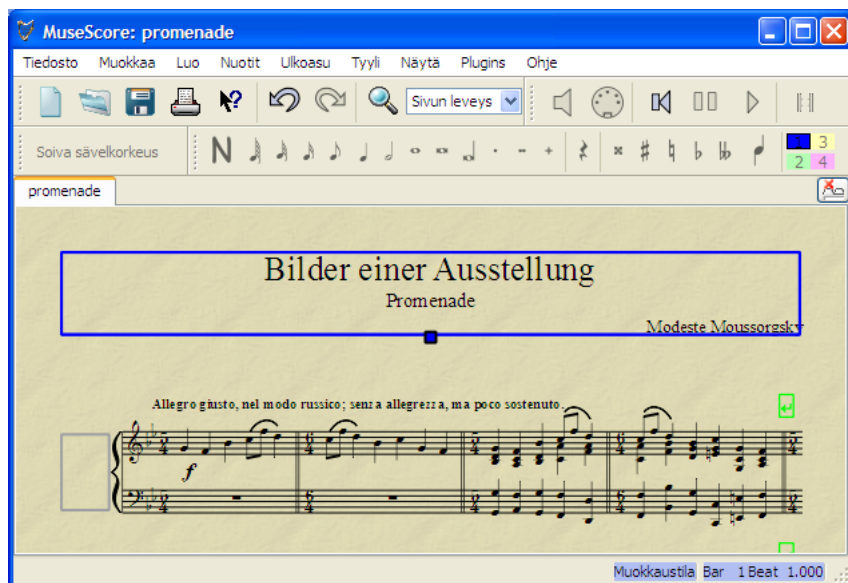 MuseScore: promenade
Tiedosto Muokkaa Luo Nuotit Ulkoasu Tyyli Näytä Plugins Ohje
Sivun leveys
Soiva sävelkorkeus
1 3
2 4
promenade
Bilder einer Ausstellung
Promenade
Modeste Moussorgsky
Allegro giusto, nel modo russico; senza allegrezza, ma poco sostenuto.
f
Muokkaustila Bar 1 Beat 1.000